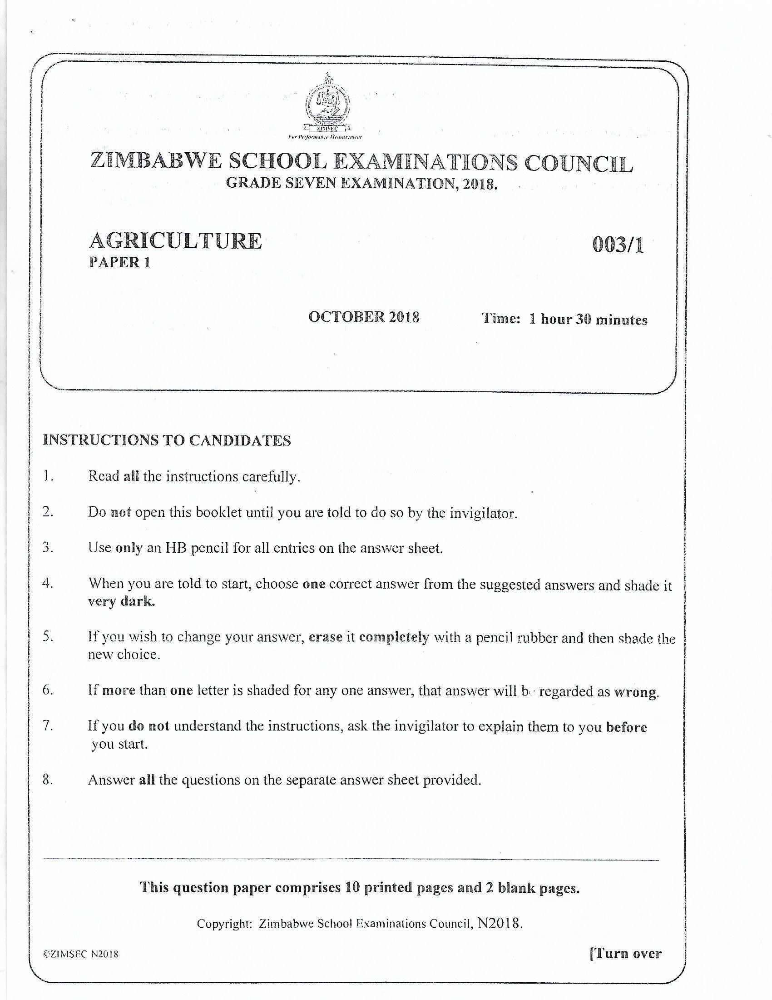 ZIMSEC
For Performance Measurement
ZIMBABWE SCHOOL EXAMINATIONS COUNCIL
GRADE SEVEN EXAMINATION, 2018.
AGRICULTURE 003/1
PAPER 1
OCTOBER 2018 Time: 1 hour 30 minutes
INSTRUCTIONS TO CANDIDATES
1. Read all the instructions carefully.
2. Do not open this booklet until you are told to do so by the invigilator.
3. Use only an HB pencil for all entries on the answer sheet.
4. When you are told to start, choose one correct answer from the suggested answers and shade it
very dark.
5. If you wish to change your answer, erase it completely with a pencil rubber and then shade the
new choice.
6. If more than one letter is shaded for any one answer, that answer will be regarded as wrong.
7. If you do not understand the instructions, ask the invigilator to explain them to you before
you start.
8. Answer all the questions on the separate answer sheet provided.
This question paper comprises 10 printed pages and 2 blank pages.
Copyright: Zimbabwe School Examinations Council, N2018.
©ZIMSEC N2018 [Turn over